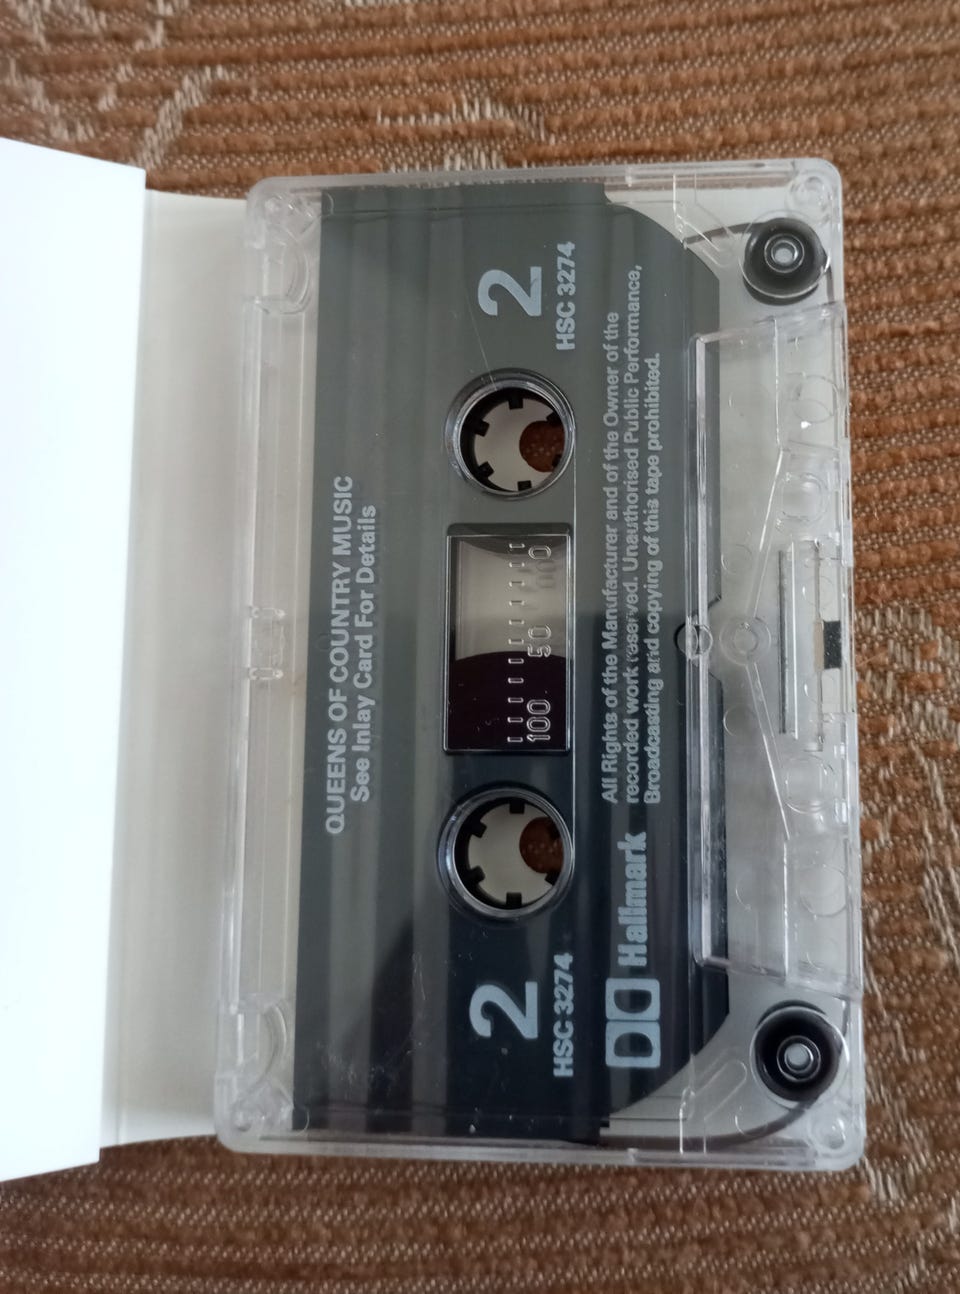 QUEENS OF COUNTRY MUSIC
See Inlay Card For Details
2
2
HSC 3274
HSC 3274
100 50
Hallmark
All Rights of the Manufacturer and of the Owner of the
recorded work reserved. Unauthorised Public Performance,
Broadcasting and copying of this tape prohibited.